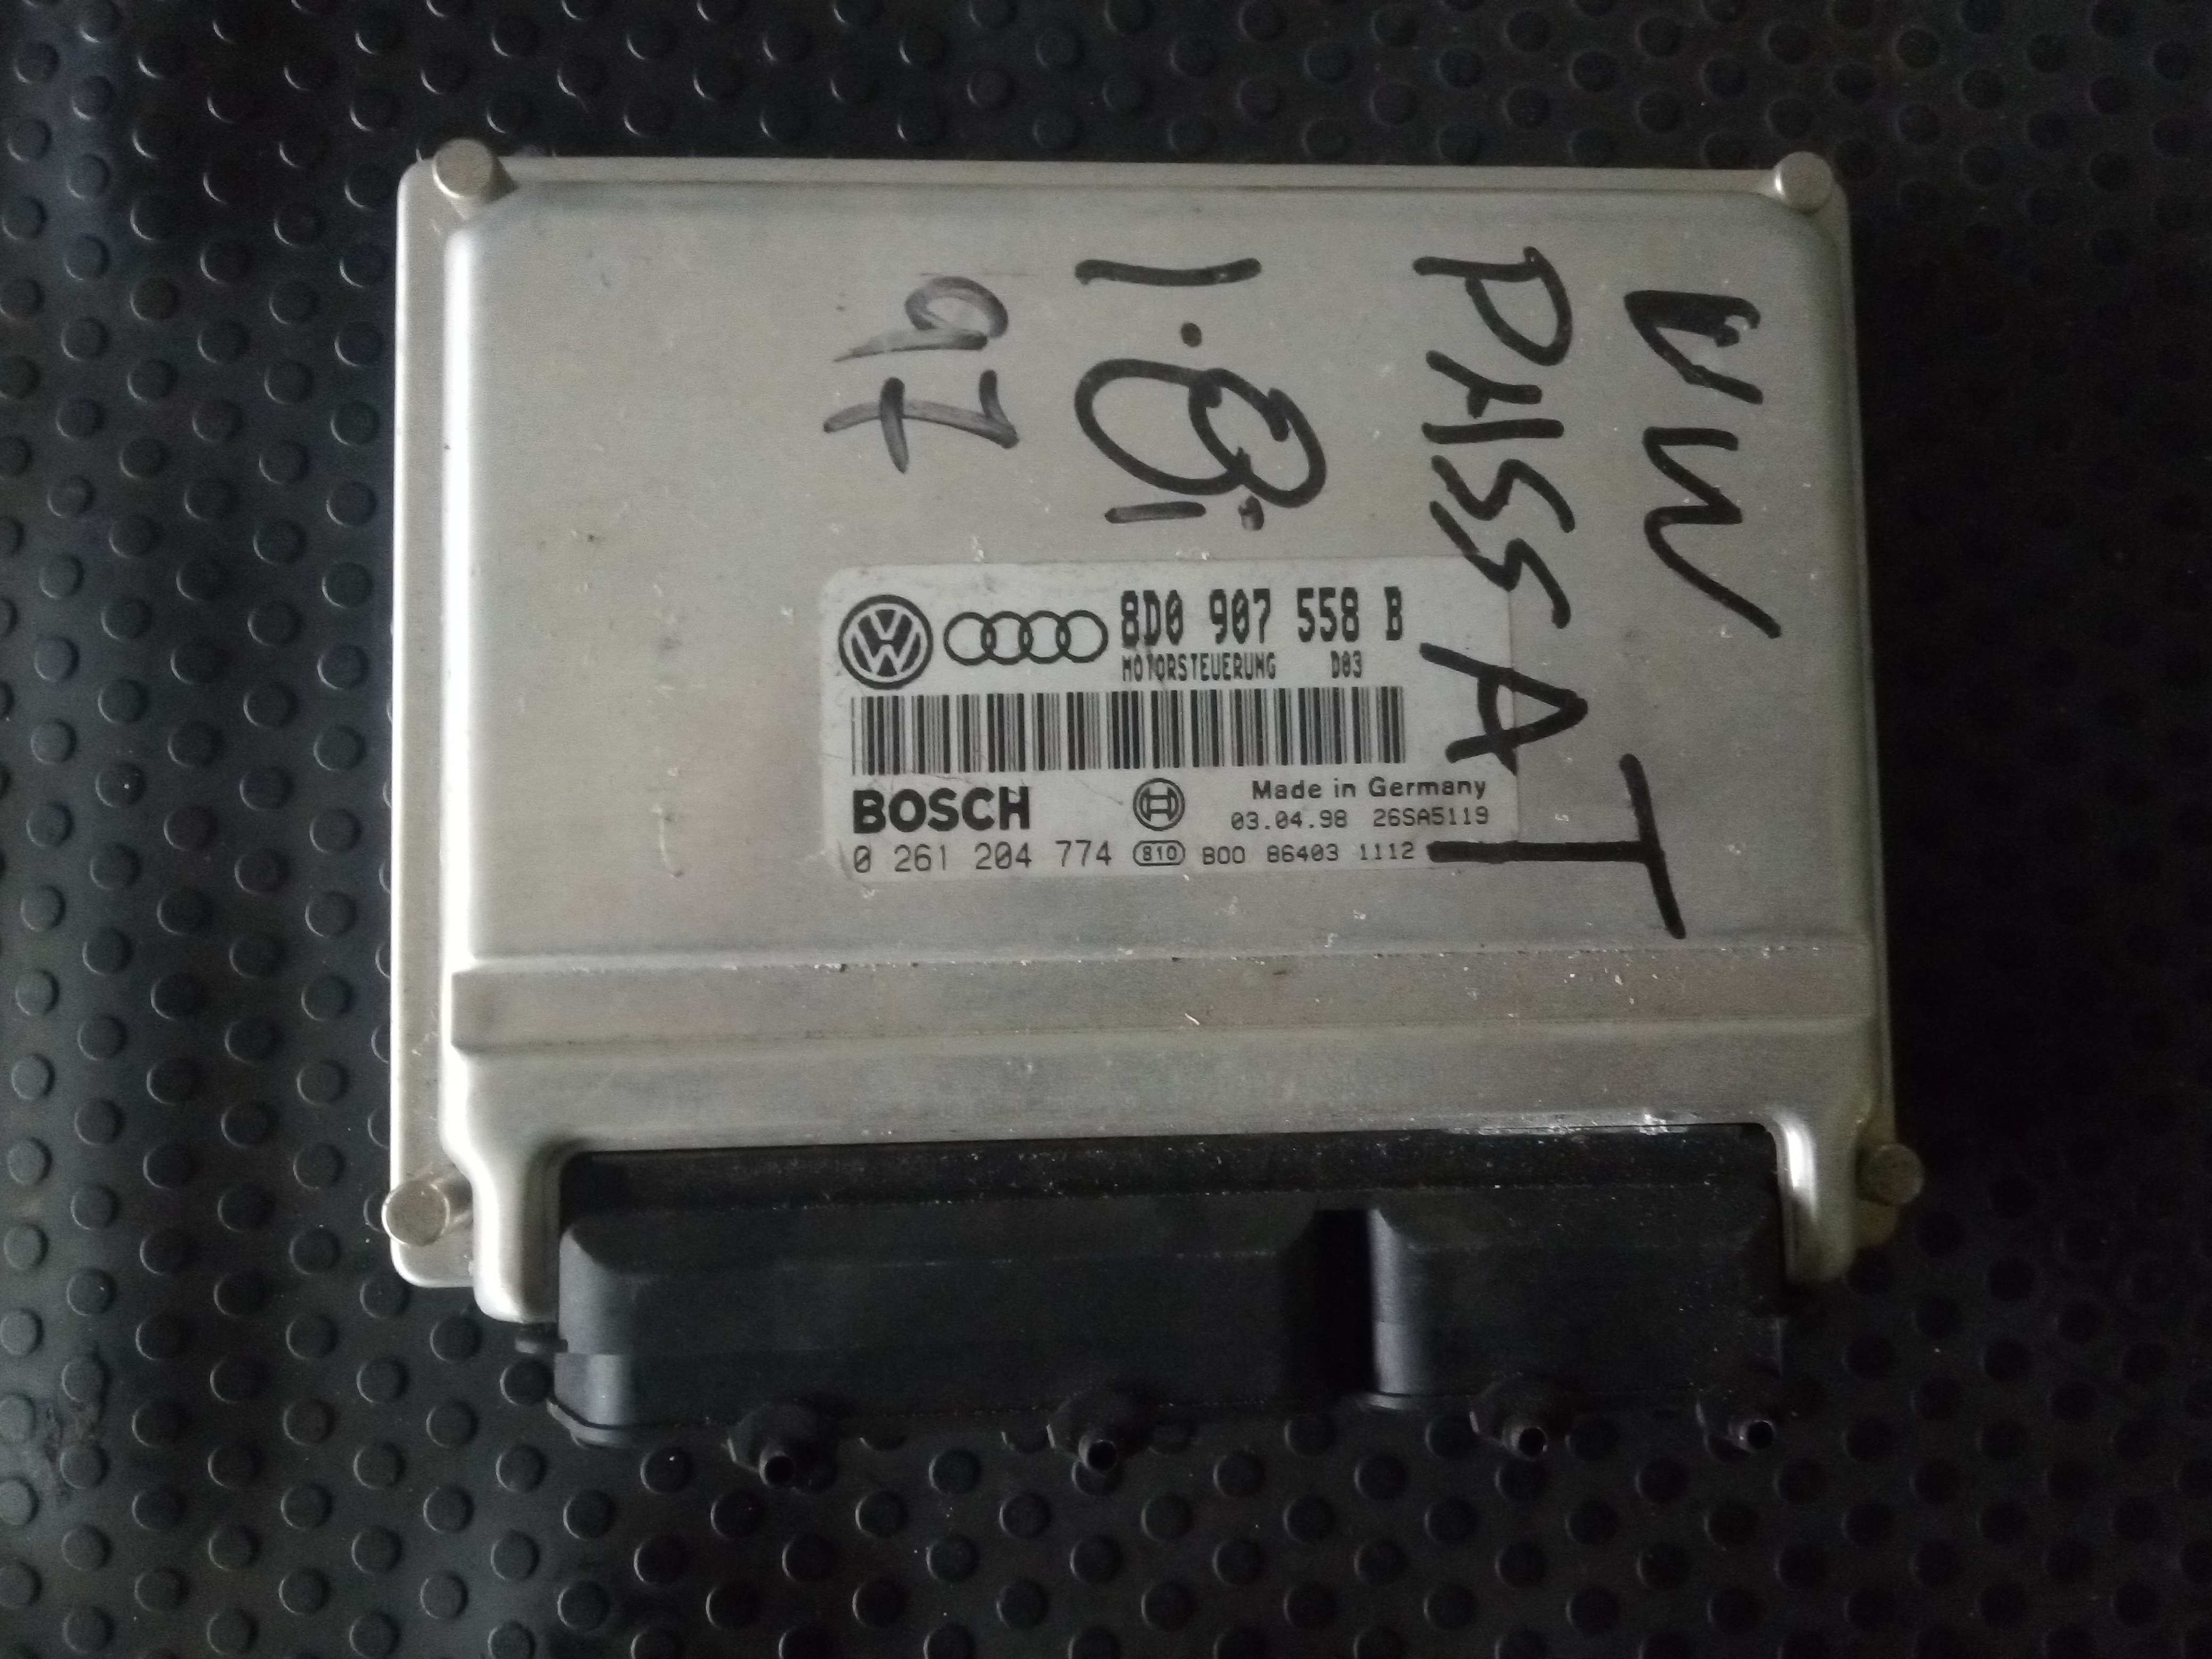 VW
PASSAT
1.8i
97
8D0 907 558 B
MOTORSTEUERUNG D03
BOSCH
Made in Germany
03.04.98 26SA5119
0 261 204 774 810 B00 86403 1112